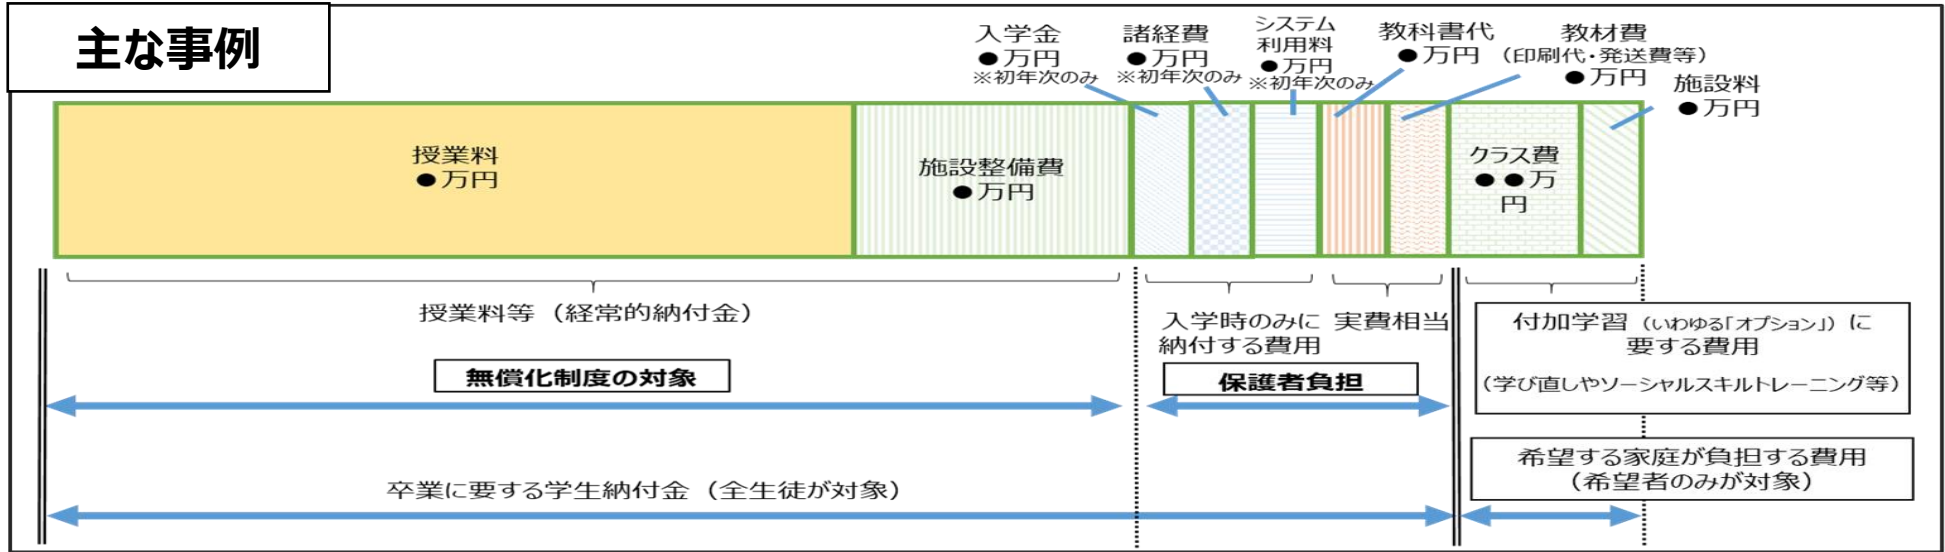 主な事例
入学金
●万円
※初年次のみ
諸経費
●万円
※初年次のみ
システム
利用料
●万円
※初年次のみ
教科書代
●万円
教材費
（印刷代・発送費等）
●万円
施設料
●万円
授業料
●万円
施設整備費
●万円
クラス費
●●万
円
授業料等（経常的納付金）
入学時のみに
納付する費用
実費相当
付加学習（いわゆる「オプション」）に
要する費用
（学び直しやソーシャルスキルトレーニング等）
無償化制度の対象
保護者負担
希望する家庭が負担する費用
（希望者のみが対象）
卒業に要する学生納付金（全生徒が対象）